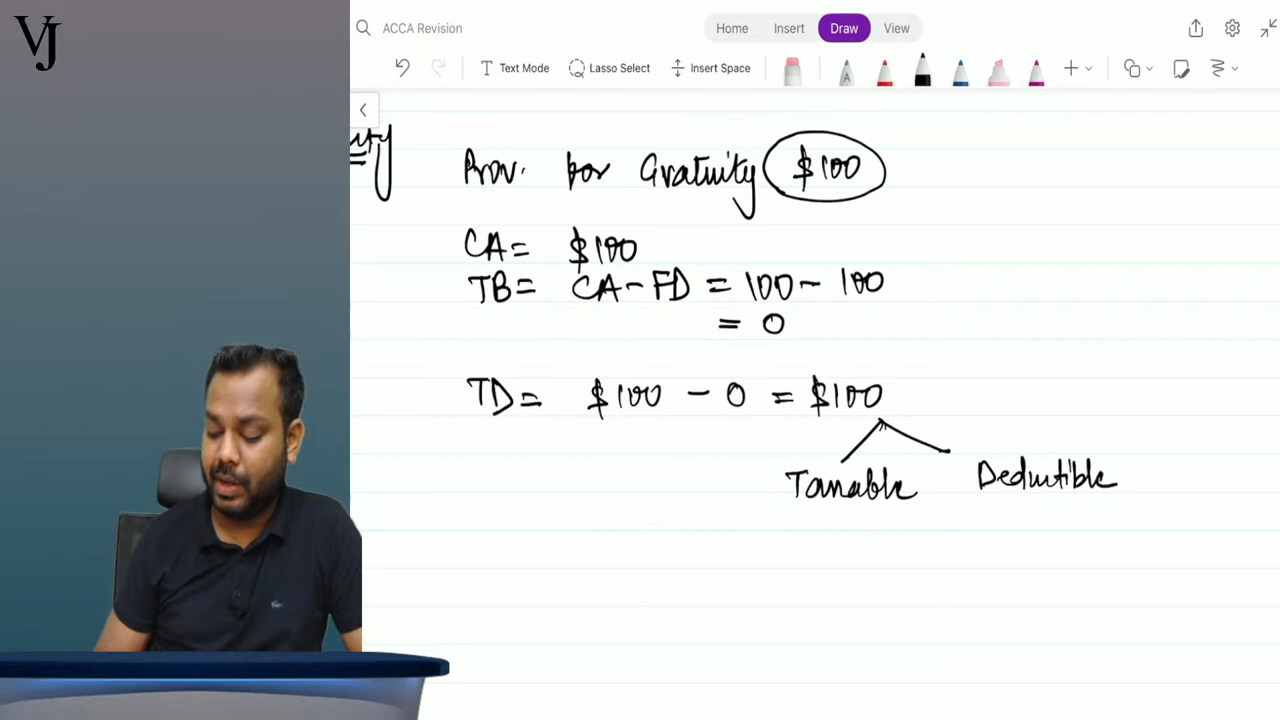 VJ
ACCA Revision
Home Insert Draw View
Text Mode Lasso Select Insert Space
Prov. for Gratuity $100
CA = $100
TB = CA - FD = 100 - 100
= 0
TD = $100 - 0 = $100
Taxable Deductible